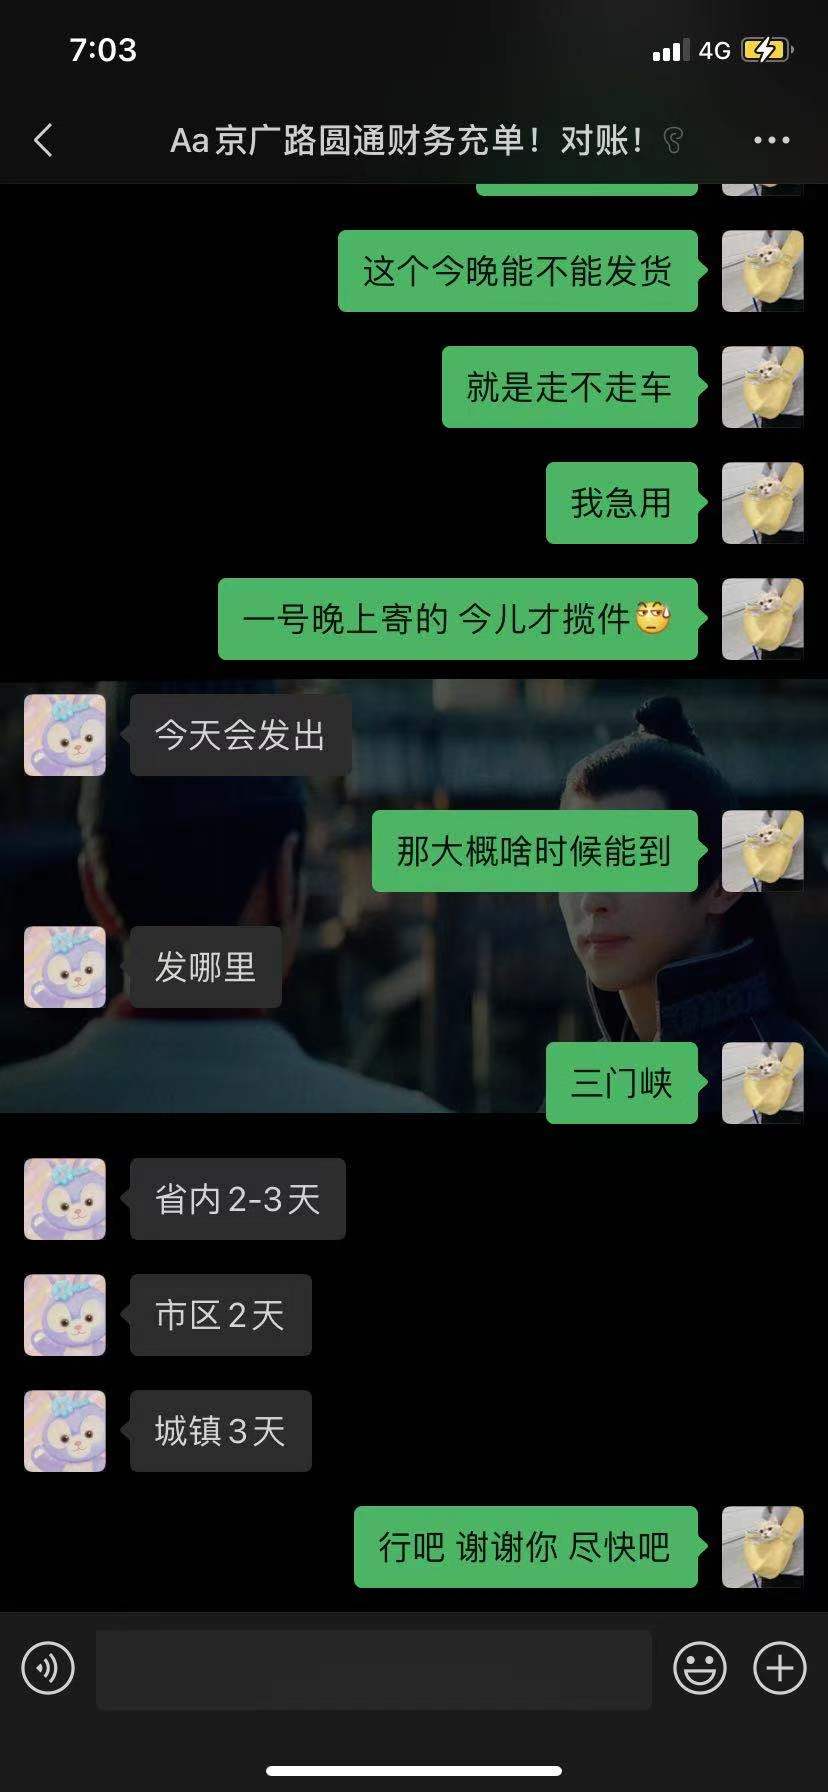 7:03
4G
Aa京广路圆通财务充单！对账！
这个今晚能不能发货
就是走不走车
我急用
一号晚上寄的 今儿才揽件
今天会发出
那大概啥时候能到
发哪里
三门峡
省内2-3天
市区2天
城镇3天
行吧 谢谢你 尽快吧